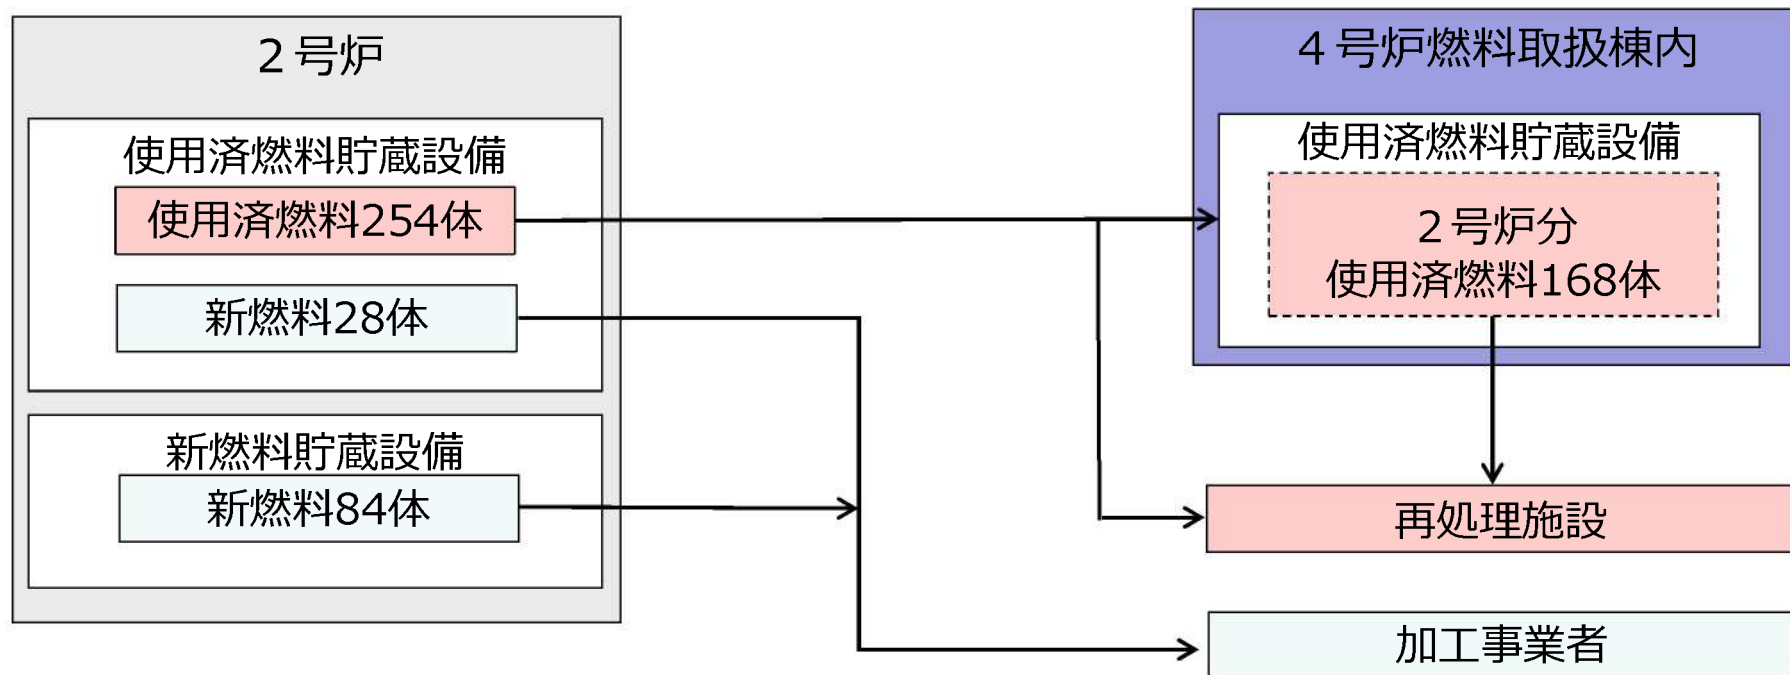 ２号炉
使用済燃料貯蔵設備
使用済燃料254体
新燃料28体
新燃料貯蔵設備
新燃料84体
４号炉燃料取扱棟内
使用済燃料貯蔵設備
２号炉分
使用済燃料168体
再処理施設
加工事業者